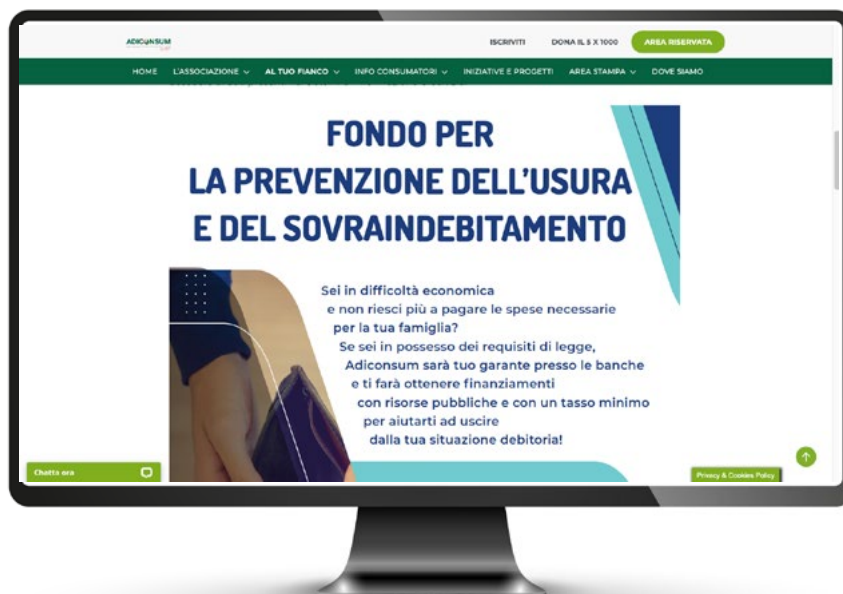 ADICONSUM
ISCRIVITI DONA IL 5 X 1000 AREA RISERVATA
HOME L'ASSOCIAZIONE AL TUO FIANCO INFO CONSUMATORI INIZIATIVE E PROGETTI AREA STAMPA DOVE SIAMO
FONDO PER
LA PREVENZIONE DELL'USURA
E DEL SOVRAINDEBITAMENTO
Sei in difficoltà economica
e non riesci più a pagare le spese necessarie
per la tua famiglia?
Se sei in possesso dei requisiti di legge,
Adiconsum sarà tuo garante presso le banche
e ti farà ottenere finanziamenti
con risorse pubbliche e con un tasso minimo
per aiutarti ad uscire
dalla tua situazione debitoria!
Chatta ora
Privacy & Cookies Policy